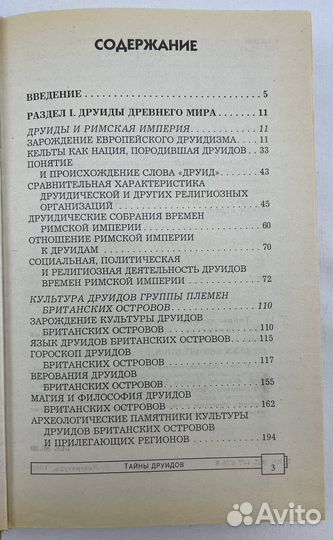 СОДЕРЖАНИЕ
ВВЕДЕНИЕ 5
РАЗДЕЛ I. ДРУИДЫ ДРЕВНЕГО МИРА 11
ДРУИДЫ И РИМСКАЯ ИМПЕРИЯ 11
ЗАРОЖДЕНИЕ ЕВРОПЕЙСКОГО ДРУИДИЗМА 11
КЕЛЬТЫ КАК НАЦИЯ, ПОРОДИВШАЯ ДРУИДОВ 33
ПОНЯТИЕ
И ПРОИСХОЖДЕНИЕ СЛОВА «ДРУИД» 43
СРАВНИТЕЛЬНАЯ ХАРАКТЕРИСТИКА
ДРУИДИЧЕСКОЙ И ДРУГИХ РЕЛИГИОЗНЫХ
ОРГАНИЗАЦИЙ 45
ДРУИДИЧЕСКИЕ СОБРАНИЯ ВРЕМЕН
РИМСКОЙ ИМПЕРИИ 60
ОТНОШЕНИЕ РИМСКОЙ ИМПЕРИИ
К ДРУИДАМ 70
СОЦИАЛЬНАЯ, ПОЛИТИЧЕСКАЯ
И РЕЛИГИОЗНАЯ ДЕЯТЕЛЬНОСТЬ ДРУИДОВ
ВРЕМЕН РИМСКОЙ ИМПЕРИИ 72
КУЛЬТУРА ДРУИДОВ ГРУППЫ ПЛЕМЕН
БРИТАНСКИХ ОСТРОВОВ 110
ЗАРОЖДЕНИЕ КУЛЬТУРЫ ДРУИДОВ
БРИТАНСКИХ ОСТРОВОВ 110
ЯЗЫК ДРУИДОВ БРИТАНСКИХ ОСТРОВОВ 115
ГОРОСКОП ДРУИДОВ
БРИТАНСКИХ ОСТРОВОВ 117
ВЕРОВАНИЯ ДРУИДОВ
БРИТАНСКИХ ОСТРОВОВ 155
МАГИЯ И ФИЛОСОФИЯ ДРУИДОВ
БРИТАНСКИХ ОСТРОВОВ 162
АРХЕОЛОГИЧЕСКИЕ ПАМЯТНИКИ КУЛЬТУРЫ
ДРУИДОВ БРИТАНСКИХ ОСТРОВОВ
И ПРИЛЕГАЮЩИХ РЕГИОНОВ 194
ТАЙНЫ ДРУИДОВ 3
Avito